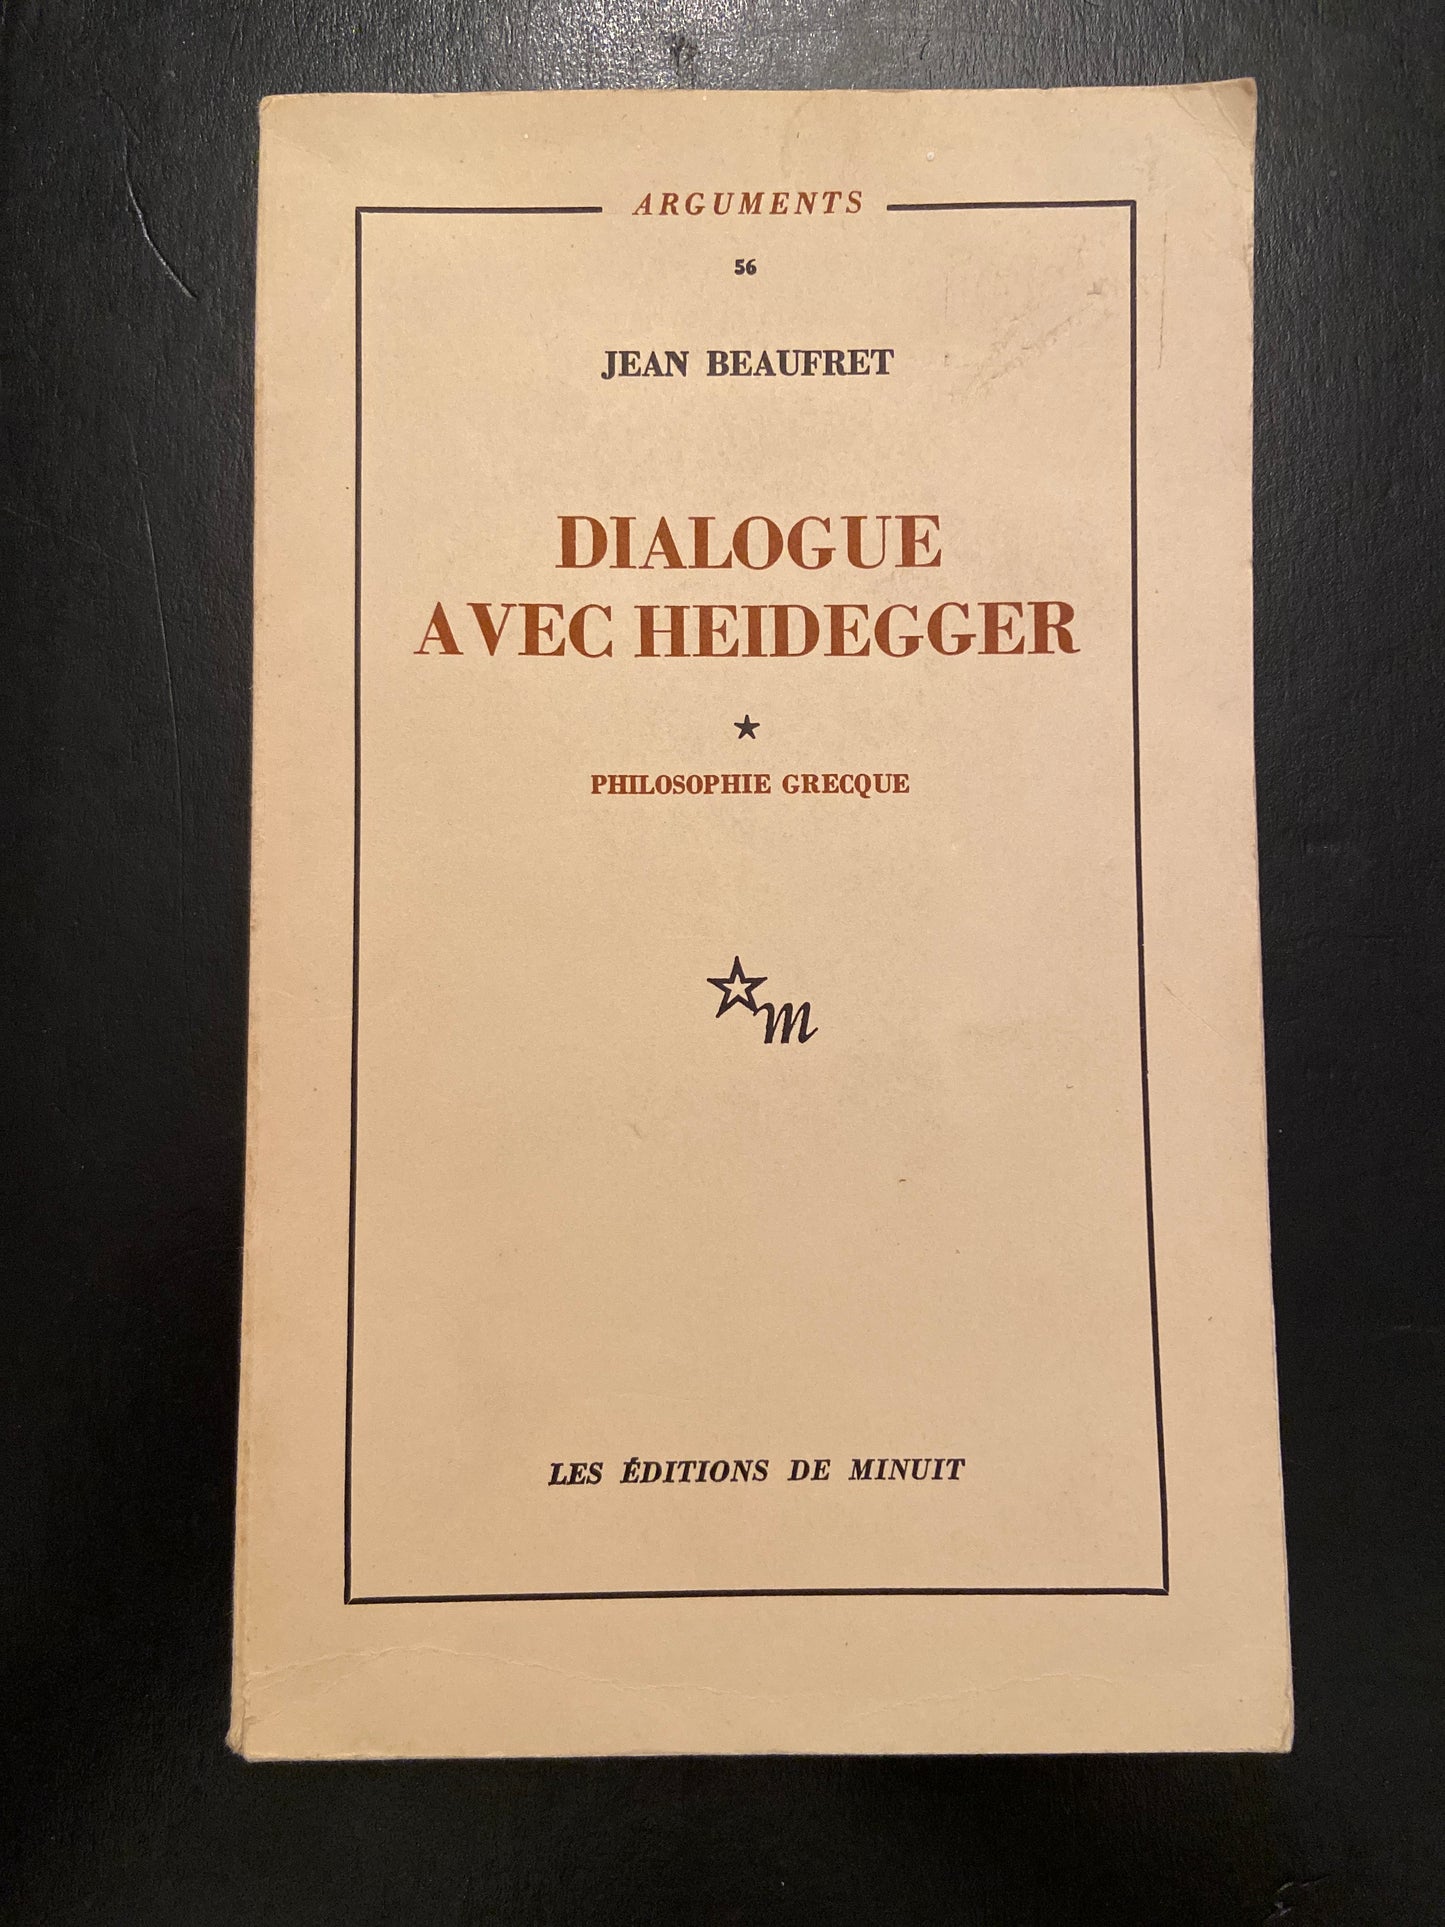 ARGUMENTS
56
JEAN BEAUFRET
DIALOGUE
AVEC HEIDEGGER
★
PHILOSOPHIE GRECQUE
☆m
LES ÉDITIONS DE MINUIT